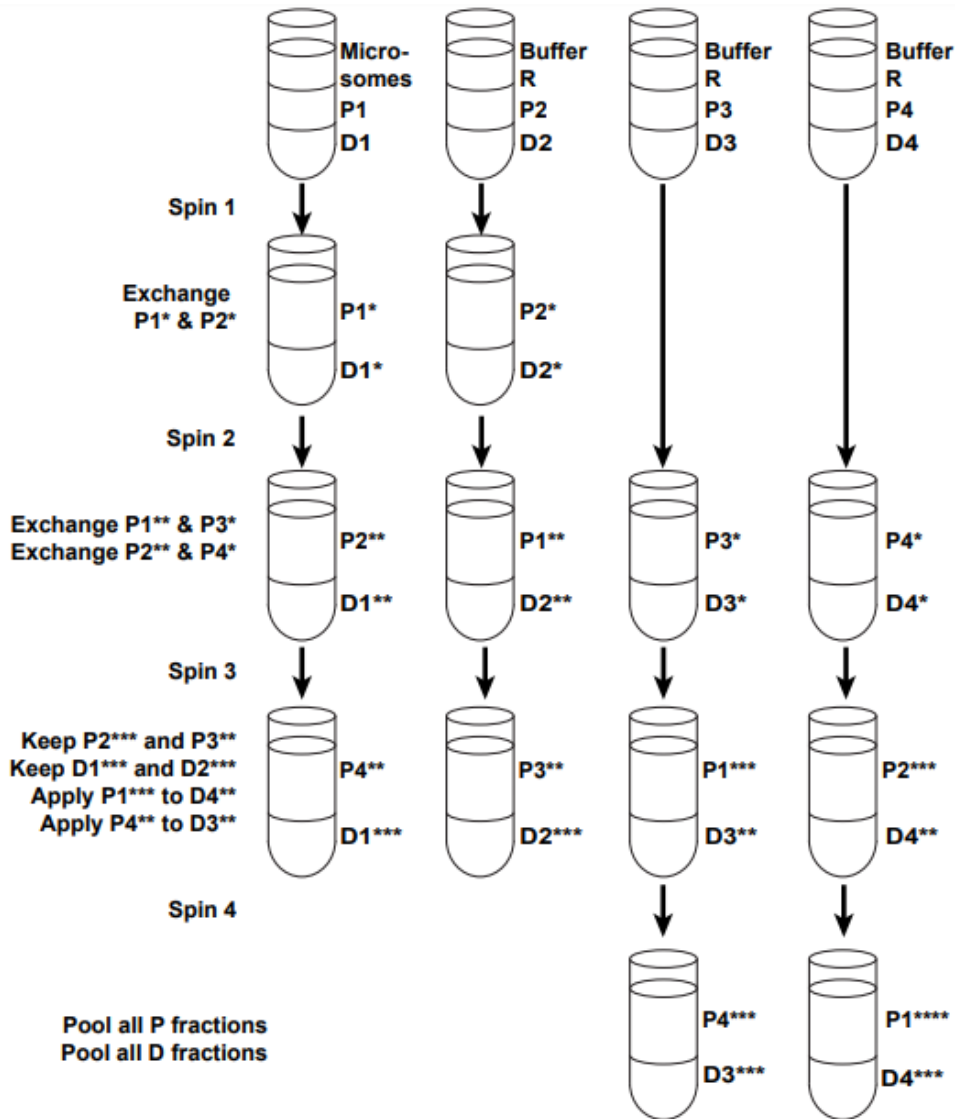 Micro-
somes
P1
D1
Buffer
R
P2
D2
Buffer
R
P3
D3
Buffer
R
P4
D4
Spin 1
Exchange
P1* & P2*
P1*
D1*
P2*
D2*
Spin 2
Exchange P1** & P3*
Exchange P2** & P4*
P2**
D1**
P1**
D2**
P3*
D3*
P4*
D4*
Spin 3
Keep P2*** and P3**
Keep D1*** and D2***
Apply P1*** to D4**
Apply P4** to D3**
P4**
D1***
P3**
D2***
P1***
D3**
P2***
D4**
Spin 4
Pool all P fractions
Pool all D fractions
P4***
D3***
P1****
D4***